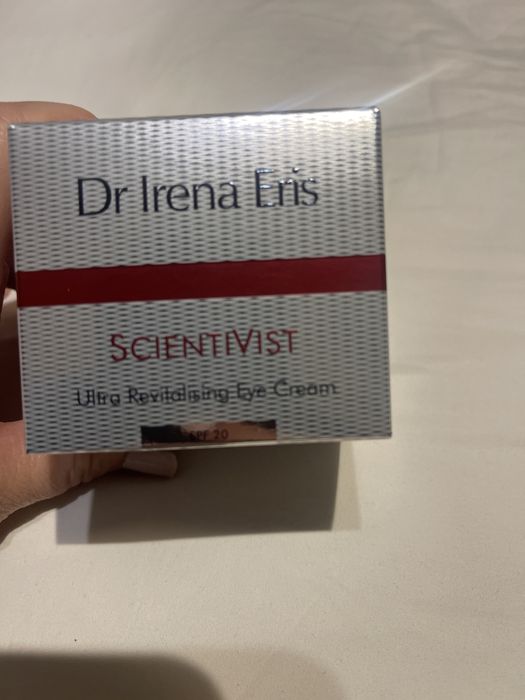 Dr Irena Eris
SCIENTIVIST
Ultra Revitalising Eye Cream
SPF 20